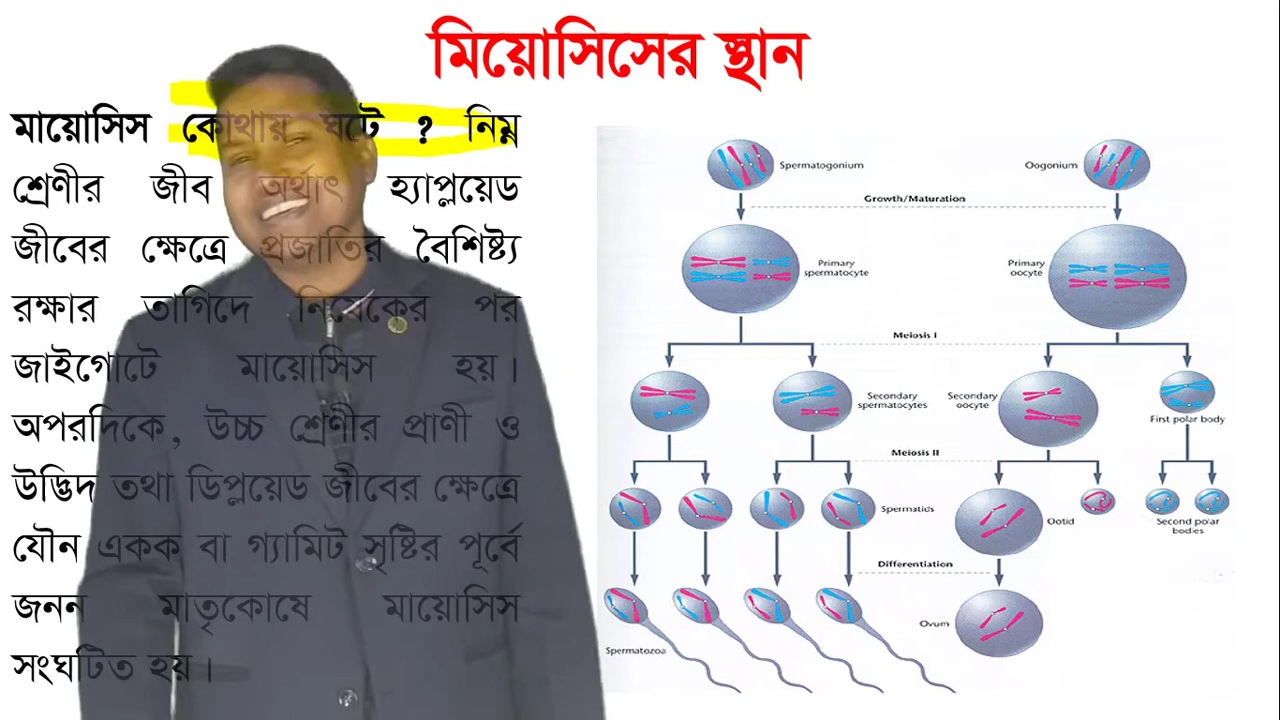 মিয়োসিসের স্থান
মায়োসিস কোথায় ঘটে ? নিম্ন
শ্রেণীর জীব অর্থাৎ হ্যাপ্লয়েড
জীবের ক্ষেত্রে প্রজাতির বৈশিষ্ট্য
রক্ষার তাগিদে নিষেকের পর
জাইগোটে মায়োসিস হয়।
অপরদিকে, উচ্চ শ্রেণীর প্রাণী ও
উদ্ভিদ তথা ডিপ্লয়েড জীবের ক্ষেত্রে
যৌন একক বা গ্যামিট সৃষ্টির পূর্বে
জনন মাতৃকোষে মায়োসিস
সংঘটিত হয়।
Spermatogonium
Oogonium
Growth/Maturation
Primary
spermatocyte
Primary
oocyte
Meiosis I
Secondary
spermatocytes
Secondary
oocyte
First polar body
Meiosis II
Spermatids
Ootid
Second polar
bodies
Differentiation
Ovum
Spermatozoa